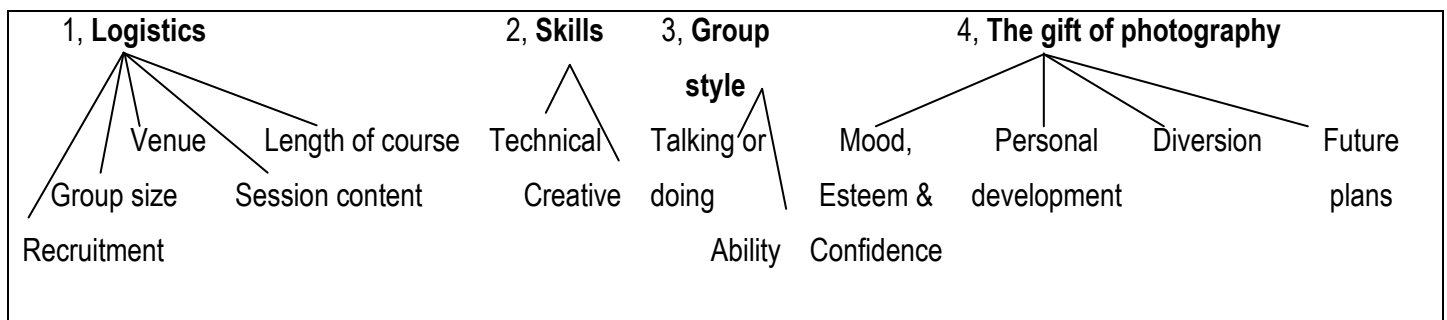 1, Logistics 2, Skills 3, Group 4, The gift of photography
style
Venue Length of course Technical Talking or Mood, Personal Diversion Future
Group size Session content Creative doing Esteem & development plans
Recruitment Ability Confidence